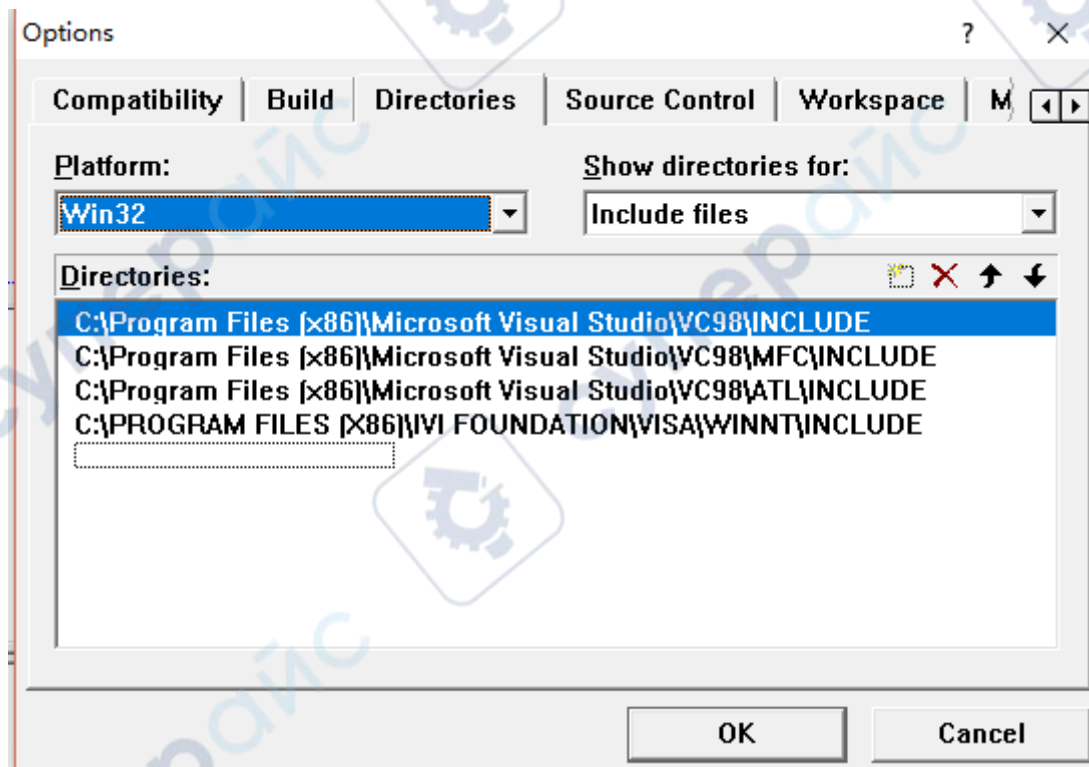 Options ?
Compatibility Build Directories Source Control Workspace M
Platform: Show directories for:
Win32 Include files
Directories:
C:\Program Files (x86)\Microsoft Visual Studio\VC98\INCLUDE
C:\Program Files (x86)\Microsoft Visual Studio\VC98\MFC\INCLUDE
C:\Program Files (x86)\Microsoft Visual Studio\VC98\ATL\INCLUDE
C:\PROGRAM FILES (X86)\IVI FOUNDATION\VISA\WINNT\INCLUDE
OK Cancel
суперайс